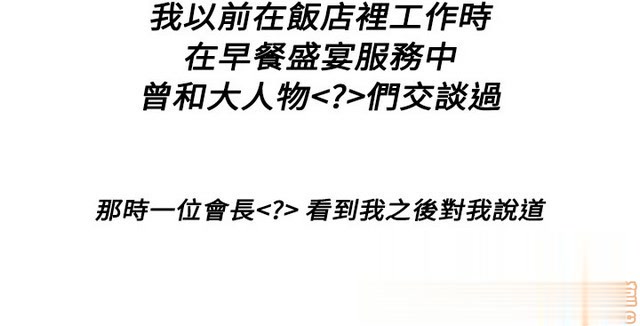 我以前在飯店裡工作時
在早餐盛宴服務中
曾和大人物<?>們交談過
那時一位會長<?> 看到我之後對我說道